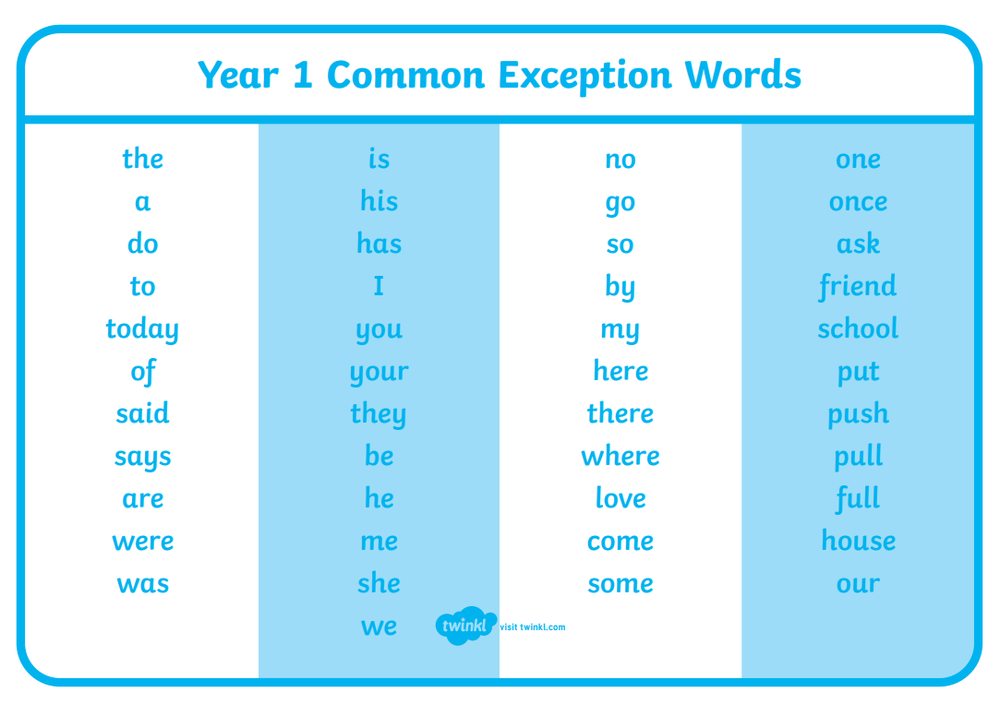 Year 1 Common Exception Words
the
a
do
to
today
of
said
says
are
were
was
is
his
has
I
you
your
they
be
he
me
she
we
no
go
so
by
my
here
there
where
love
come
some
one
once
ask
friend
school
put
push
pull
full
house
our
twinkl visit twinkl.com